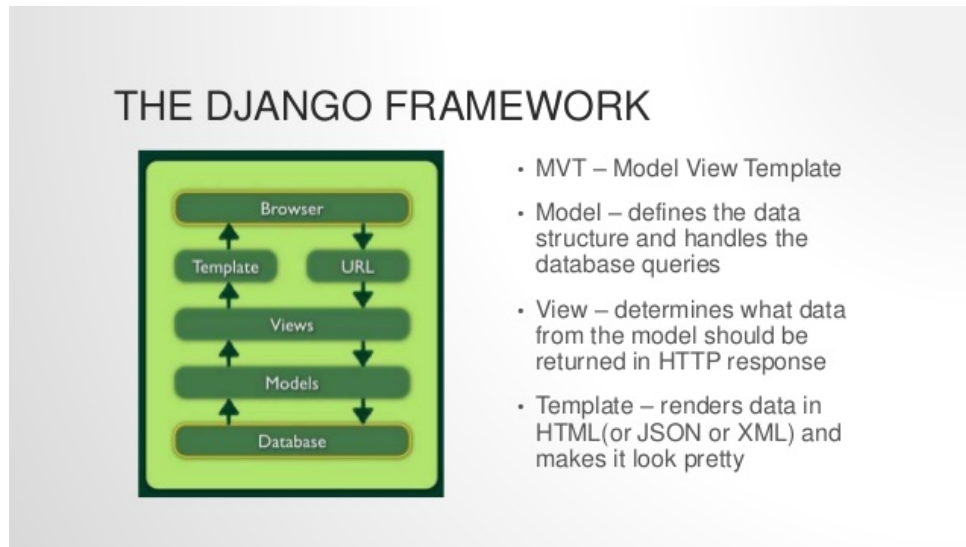 THE DJANGO FRAMEWORK
Browser
Template
URL
Views
Models
Database
• MVT – Model View Template
• Model – defines the data
structure and handles the
database queries
• View – determines what data
from the model should be
returned in HTTP response
• Template – renders data in
HTML(or JSON or XML) and
makes it look pretty